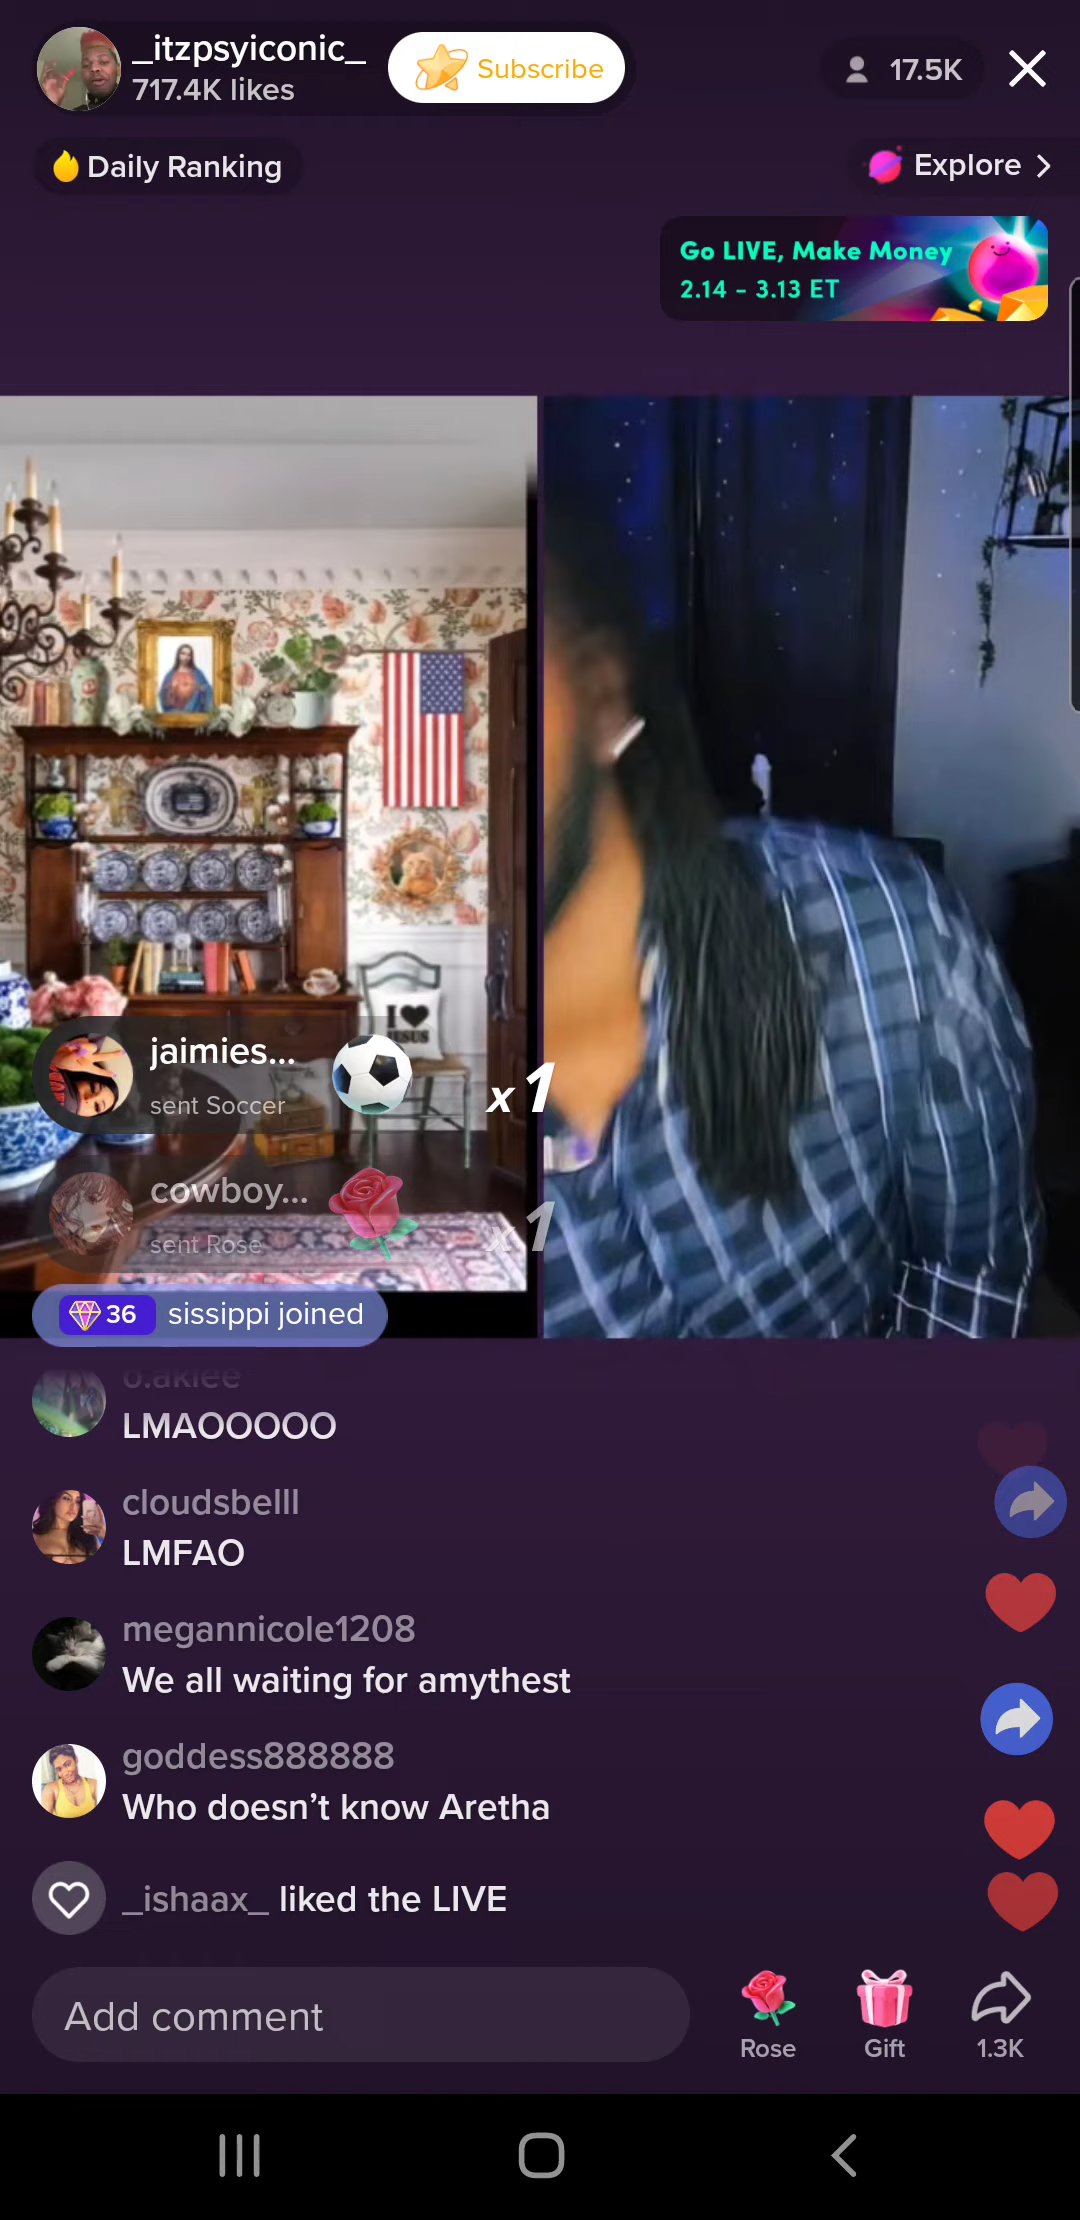 _itzpsyiconic_
717.4K likes
Subscribe
17.5K
Daily Ranking
Explore
Go LIVE, Make Money
2.14 - 3.13 ET
I ♥
JESUS
jaimies...
sent Soccer
x1
cowboy...
sent Rose
x1
36 sissippi joined
o.aklee
LMAOOOOO
cloudsbelll
LMFAO
megannicole1208
We all waiting for amythest
goddess888888
Who doesn’t know Aretha
_ishaax_ liked the LIVE
Add comment
Rose
Gift
1.3K